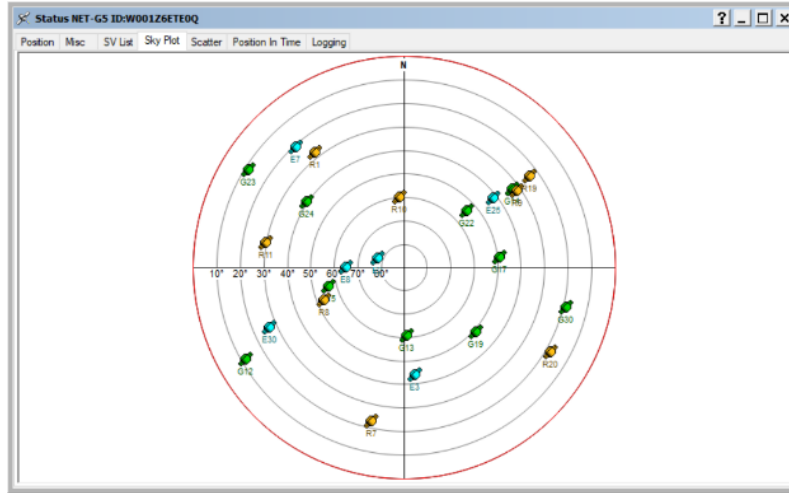 Status NET-G5 ID:W001Z6ETE0Q
Position Misc SV List Sky Plot Scatter Position In Time Logging
N
E7
R1
G23
R19
R9
E25
R10
G24
G22
R11
G17
E8
10° 20° 30° 40° 50° 60° 70° 80°
R8
G30
E30
G13
G19
G12
R20
E3
R7